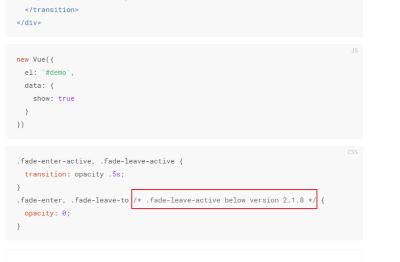 </transition>
</div>
JS
new Vue({
el: '#demo',
data: {
show: true
}
})
CSS
.fade-enter-active, .fade-leave-active {
transition: opacity .5s;
}
.fade-enter, .fade-leave-to /* .fade-leave-active below version 2.1.8 */ {
opacity: 0;
}